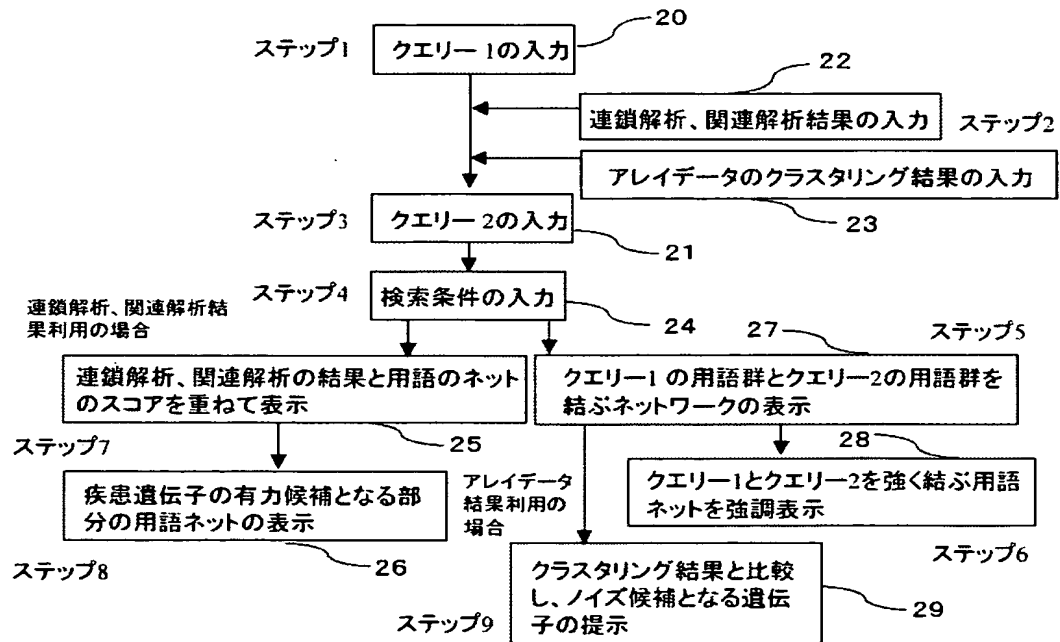 20
ステップ1
クエリー1の入力
22
連鎖解析、関連解析結果の入力
ステップ2
アレイデータのクラスタリング結果の入力
23
ステップ3
クエリー2の入力
21
ステップ4
検索条件の入力
24
連鎖解析、関連解析結
果利用の場合
27
ステップ5
連鎖解析、関連解析の結果と用語のネット
のスコアを重ねて表示
クエリー1の用語群とクエリー2の用語群を
結ぶネットワークの表示
25
ステップ7
28
疾患遺伝子の有力候補となる部
分の用語ネットの表示
アレイデータ
結果利用の
場合
クエリー1とクエリー2を強く結ぶ用語
ネットを強調表示
26
ステップ8
ステップ6
クラスタリング結果と比較
し、ノイズ候補となる遺伝
子の提示
29
ステップ9